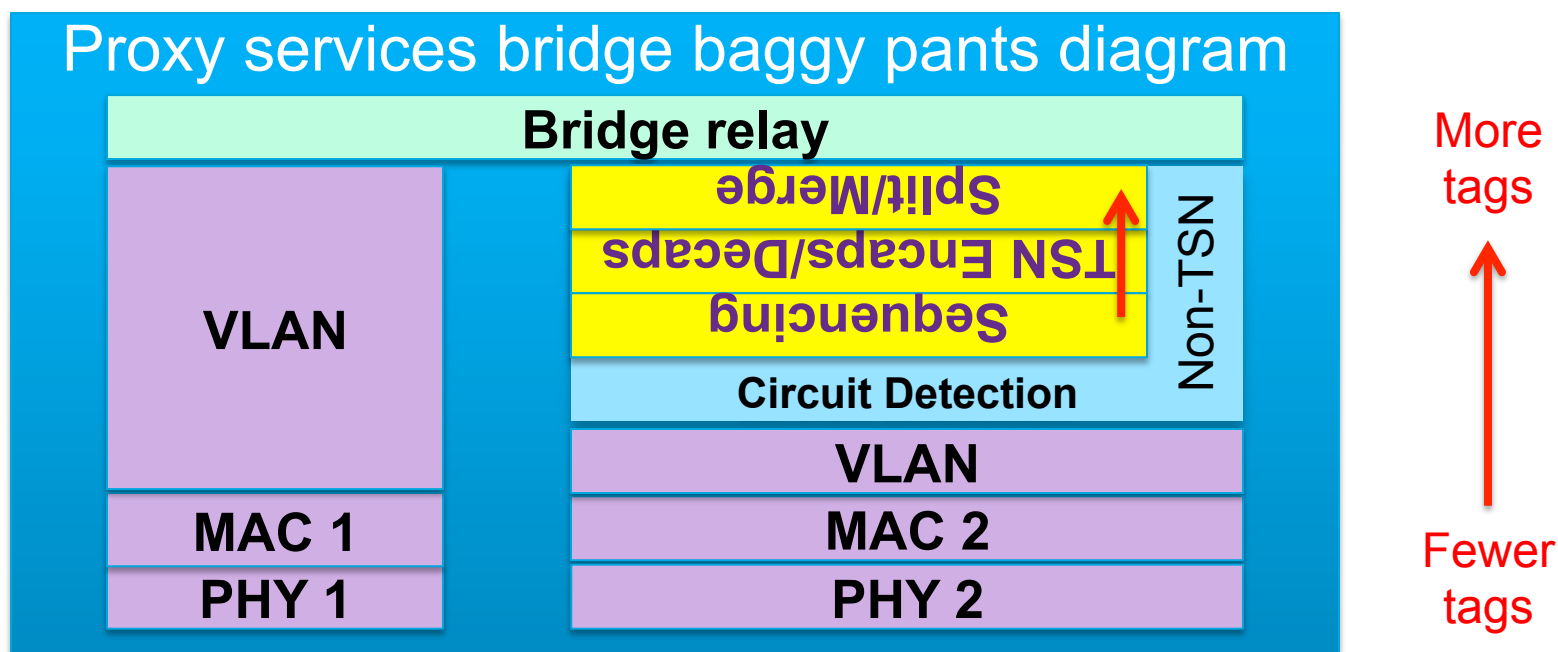 Proxy services bridge baggy pants diagram
Bridge relay
More
tags
Split/Merge
TSN Encaps/Decaps
Sequencing
Non-TSN
VLAN
Circuit Detection
VLAN
MAC 1
MAC 2
PHY 1
PHY 2
Fewer
tags